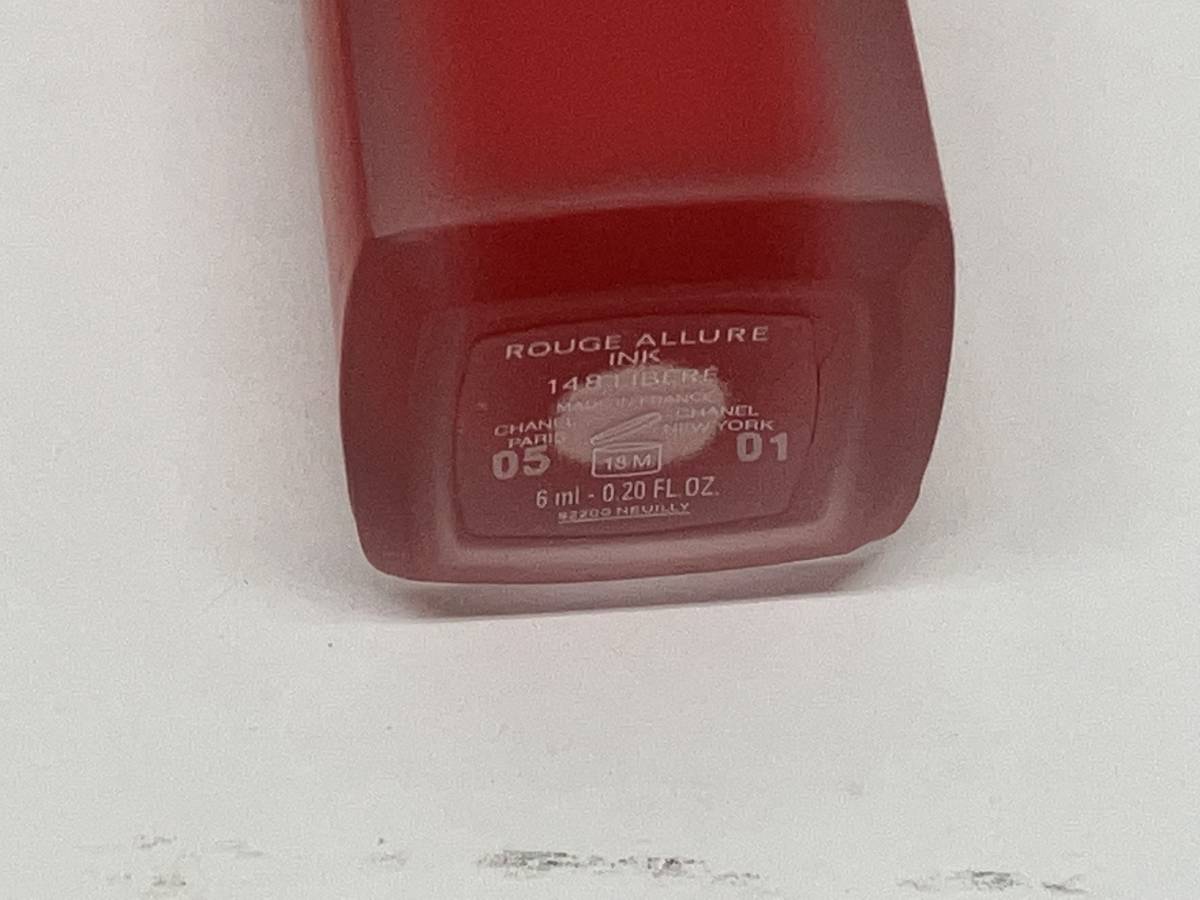 ROUGE ALLURE
INK
148 LIBÉRÉ
MADE IN FRANCE
CHANEL CHANEL
PARIS NEW YORK
05 01
18 M
6 ml - 0.20 FL. OZ.
92200 NEUILLY